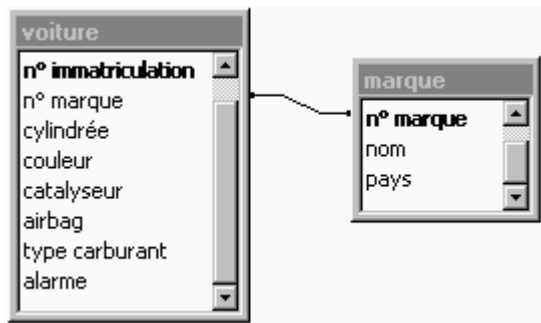 voiture
n° immatriculation
n° marque
cylindrée
couleur
catalyseur
airbag
type carburant
alarme
marque
n° marque
nom
pays